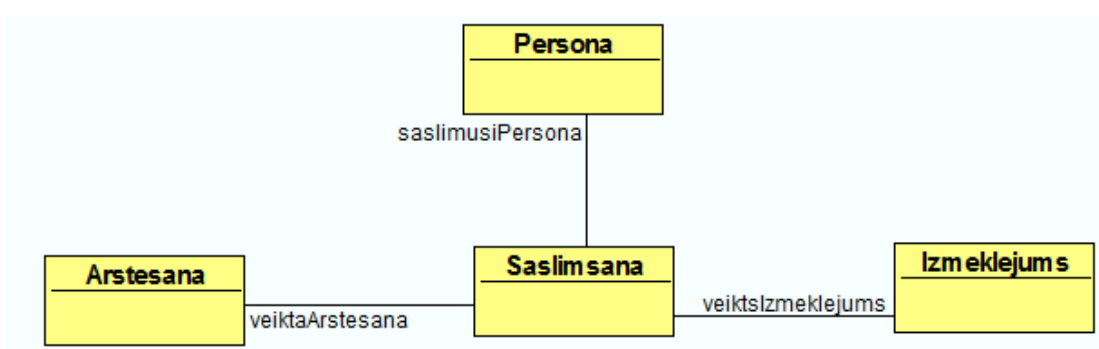 Persona
saslimusiPersona
Arstesana
veiktaArstesana
Saslimsana
veiktsIzmeklejums
Izmeklejums